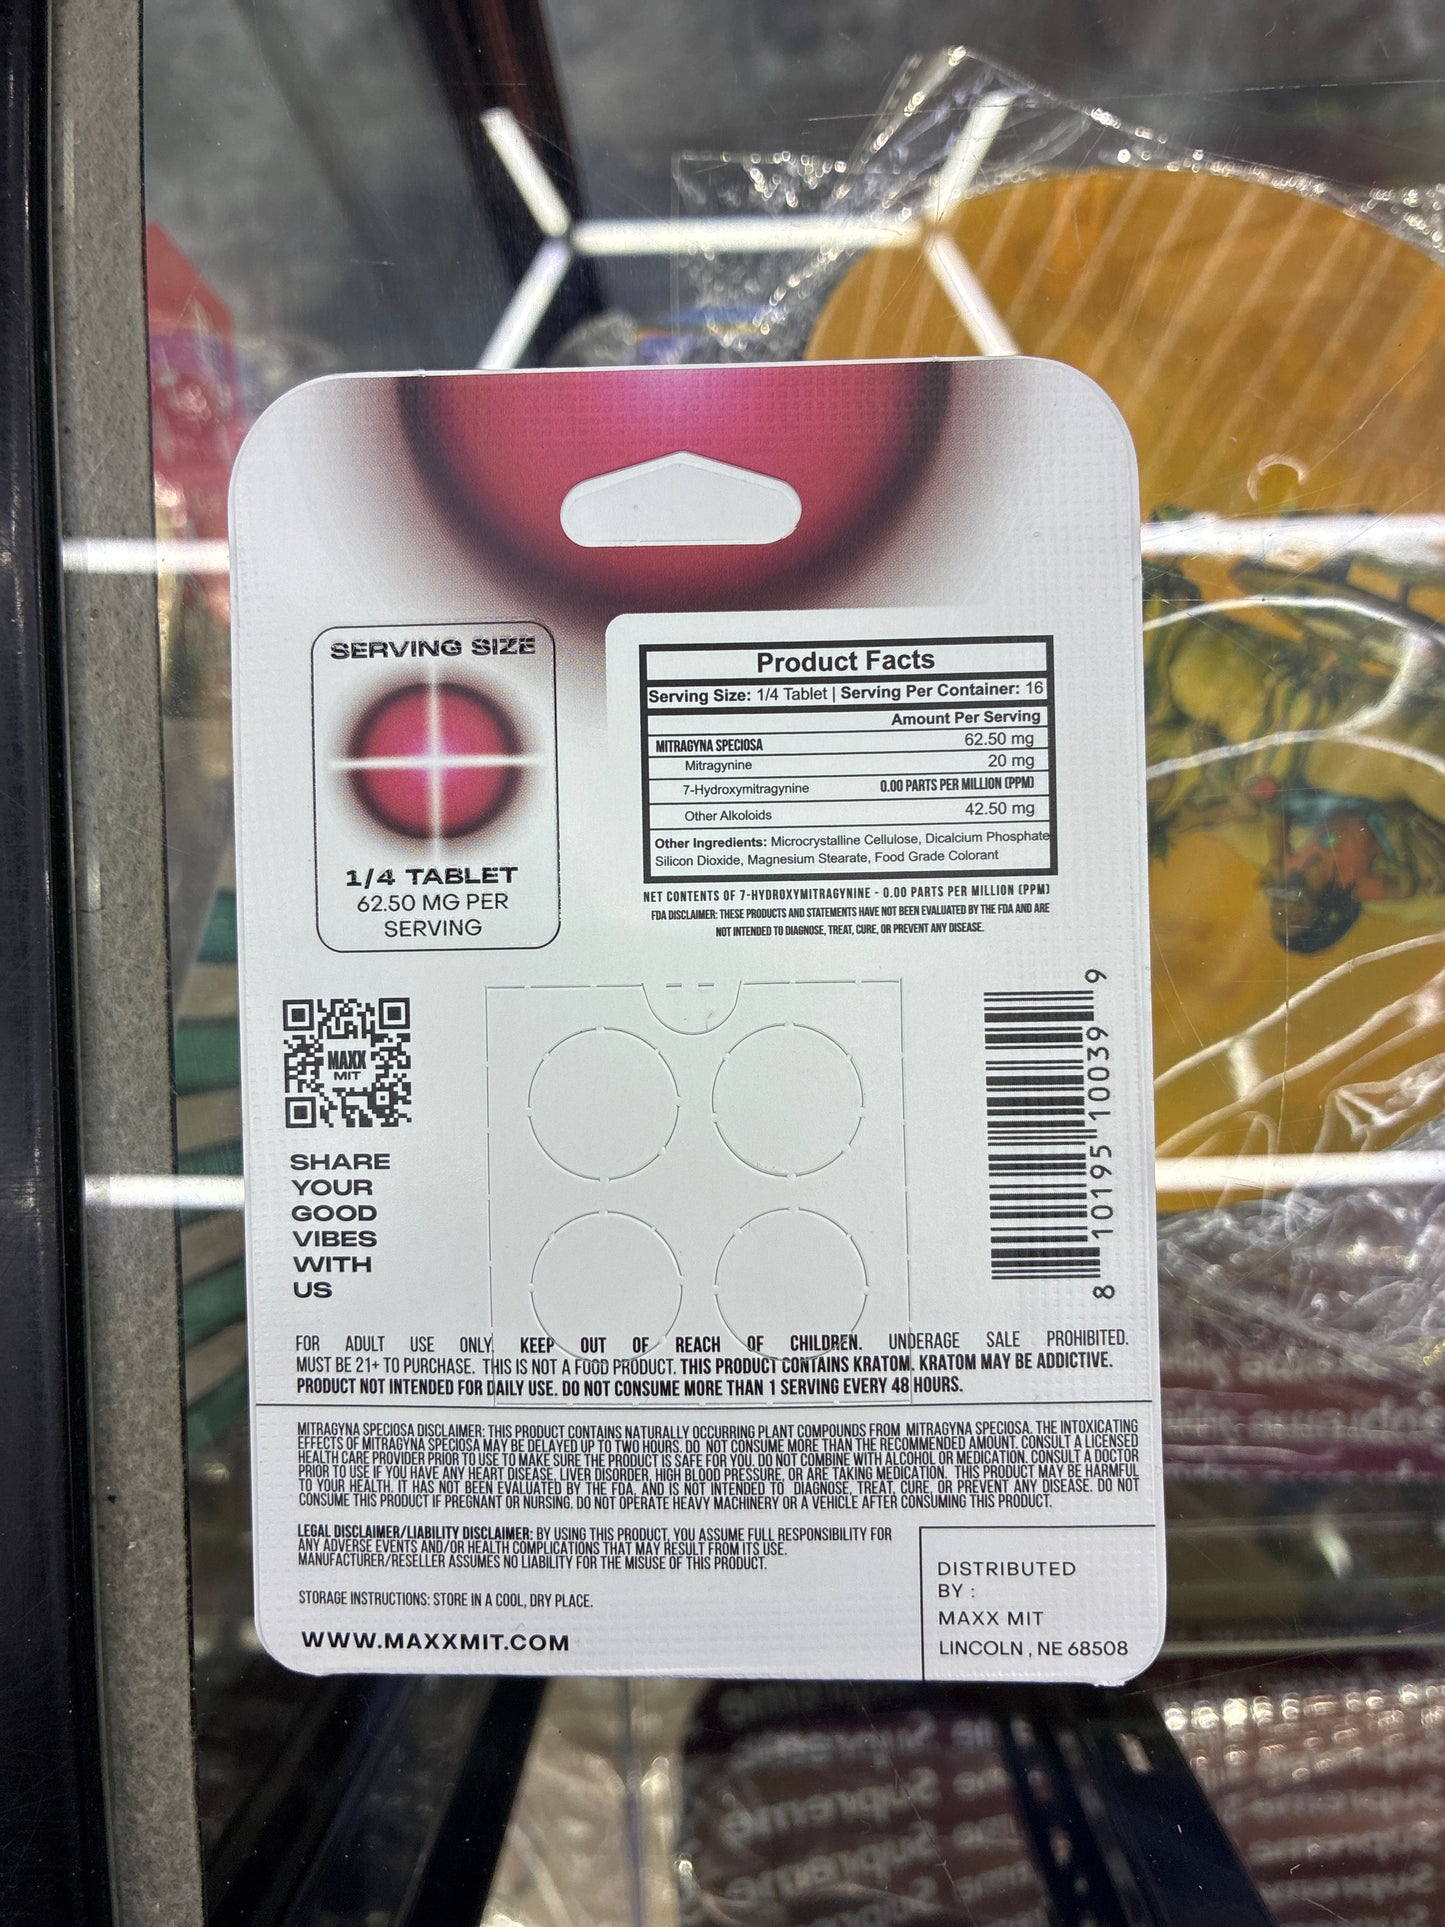 SERVING SIZE
1/4 TABLET
62.50 MG PER
SERVING
Product Facts
Serving Size: 1/4 Tablet | Serving Per Container: 16
Amount Per Serving
MITRAGYNA SPECIOSA 62.50 mg
Mitragynine 20 mg
7-Hydroxymitragynine 0.00 PARTS PER MILLION (PPM)
Other Alkoloids 42.50 mg
Other Ingredients: Microcrystalline Cellulose, Dicalcium Phosphate
Silicon Dioxide, Magnesium Stearate, Food Grade Colorant
NET CONTENTS OF 7-HYDROXYMITRAGYNINE - 0.00 PARTS PER MILLION (PPM)
FDA DISCLAIMER: THESE PRODUCTS AND STATEMENTS HAVE NOT BEEN EVALUATED BY THE FDA AND ARE
NOT INTENDED TO DIAGNOSE, TREAT, CURE, OR PREVENT ANY DISEASE.
MAXX
MIT
SHARE
YOUR
GOOD
VIBES
WITH
US
8 10195 10039 9
FOR ADULT USE ONLY. KEEP OUT OF REACH OF CHILDREN. UNDERAGE SALE PROHIBITED.
MUST BE 21+ TO PURCHASE. THIS IS NOT A FOOD PRODUCT. THIS PRODUCT CONTAINS KRATOM. KRATOM MAY BE ADDICTIVE.
PRODUCT NOT INTENDED FOR DAILY USE. DO NOT CONSUME MORE THAN 1 SERVING EVERY 48 HOURS.
MITRAGYNA SPECIOSA DISCLAIMER: THIS PRODUCT CONTAINS NATURALLY OCCURRING PLANT COMPOUNDS FROM MITRAGYNA SPECIOSA. THE INTOXICATING
EFFECTS OF MITRAGYNA SPECIOSA MAY BE DELAYED UP TO TWO HOURS. DO NOT CONSUME MORE THAN THE RECOMMENDED AMOUNT. CONSULT A LICENSED
HEALTH CARE PROVIDER PRIOR TO USE TO MAKE SURE THE PRODUCT IS SAFE FOR YOU. DO NOT COMBINE WITH ALCOHOL OR MEDICATION. CONSULT A DOCTOR
PRIOR TO USE IF YOU HAVE ANY HEART DISEASE, LIVER DISORDER, HIGH BLOOD PRESSURE, OR ARE TAKING MEDICATION. THIS PRODUCT MAY BE HARMFUL
TO YOUR HEALTH. IT HAS NOT BEEN EVALUATED BY THE FDA, AND IS NOT INTENDED TO DIAGNOSE, TREAT, CURE, OR PREVENT ANY DISEASE. DO NOT
CONSUME THIS PRODUCT IF PREGNANT OR NURSING. DO NOT OPERATE HEAVY MACHINERY OR A VEHICLE AFTER CONSUMING THIS PRODUCT.
LEGAL DISCLAIMER/LIABILITY DISCLAIMER: BY USING THIS PRODUCT, YOU ASSUME FULL RESPONSIBILITY FOR
ANY ADVERSE EVENTS AND/OR HEALTH COMPLICATIONS THAT MAY RESULT FROM ITS USE.
MANUFACTURER/RESELLER ASSUMES NO LIABILITY FOR THE MISUSE OF THIS PRODUCT.
STORAGE INSTRUCTIONS: STORE IN A COOL, DRY PLACE.
WWW.MAXXMIT.COM
DISTRIBUTED
BY :
MAXX MIT
LINCOLN , NE 68508
Supreme
Supreme
Supreme